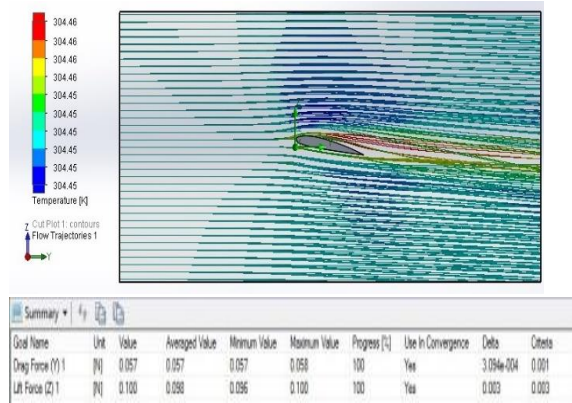 304.46
304.46
304.46
304.45
304.45
304.45
304.45
304.45
Temperature [K]
Cut Plot 1: contours
Flow Trajectories 1
Z
Y
Summary
Goal Name Unit Value Averaged Value Minimum Value Maximum Value Progress [%] Use In Convergence Delta Criteria
Drag Force (Y) 1 [N] 0.057 0.057 0.057 0.058 100 Yes 3.094e-004 0.001
Lift Force (Z) 1 [N] 0.100 0.098 0.096 0.100 100 Yes 0.003 0.003